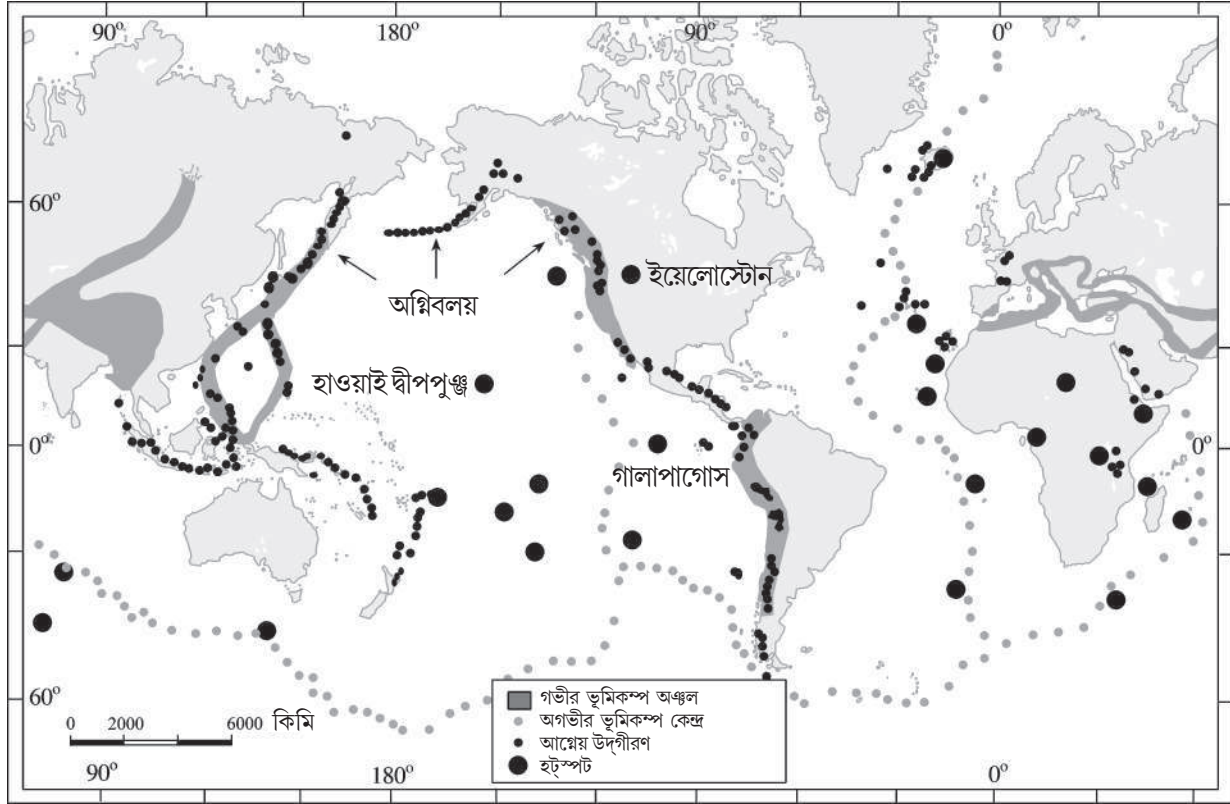 90° 180° 90° 0°
60°
ইয়েলোস্টোন
অগ্নিবলয়
হাওয়াই দ্বীপপুঞ্জ
0° 0°
গালাপাগোস
60°
গভীর ভূমিকম্প অঞ্চল
অগভীর ভূমিকম্প কেন্দ্র
আগ্নেয় উদ্‌গীরণ
হট্‌স্পট
0 2000 6000 কিমি
90° 180° 0°